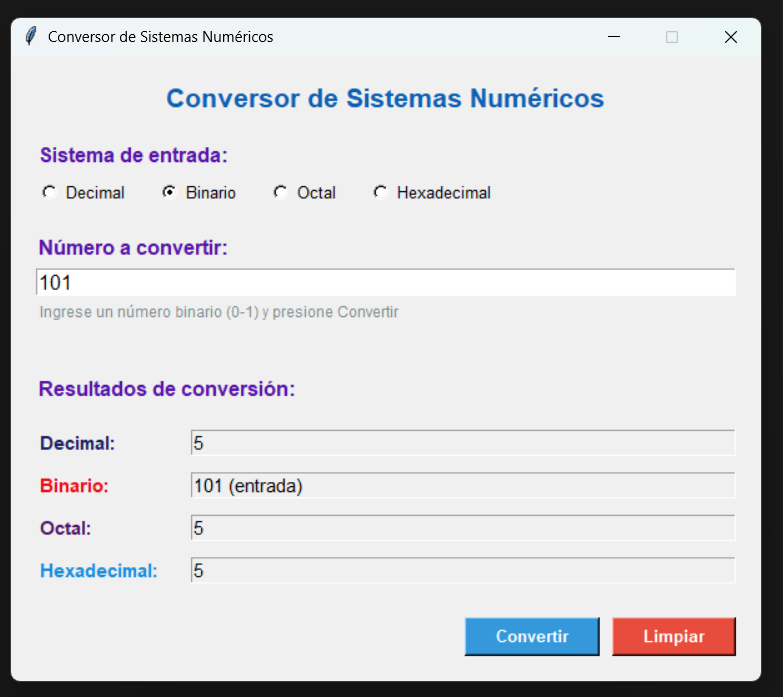 Conversor de Sistemas Numéricos
Conversor de Sistemas Numéricos
Sistema de entrada:
Decimal Binario Octal Hexadecimal
Número a convertir:
101
Ingrese un número binario (0-1) y presione Convertir
Resultados de conversión:
Decimal: 5
Binario: 101 (entrada)
Octal: 5
Hexadecimal: 5
Convertir Limpiar